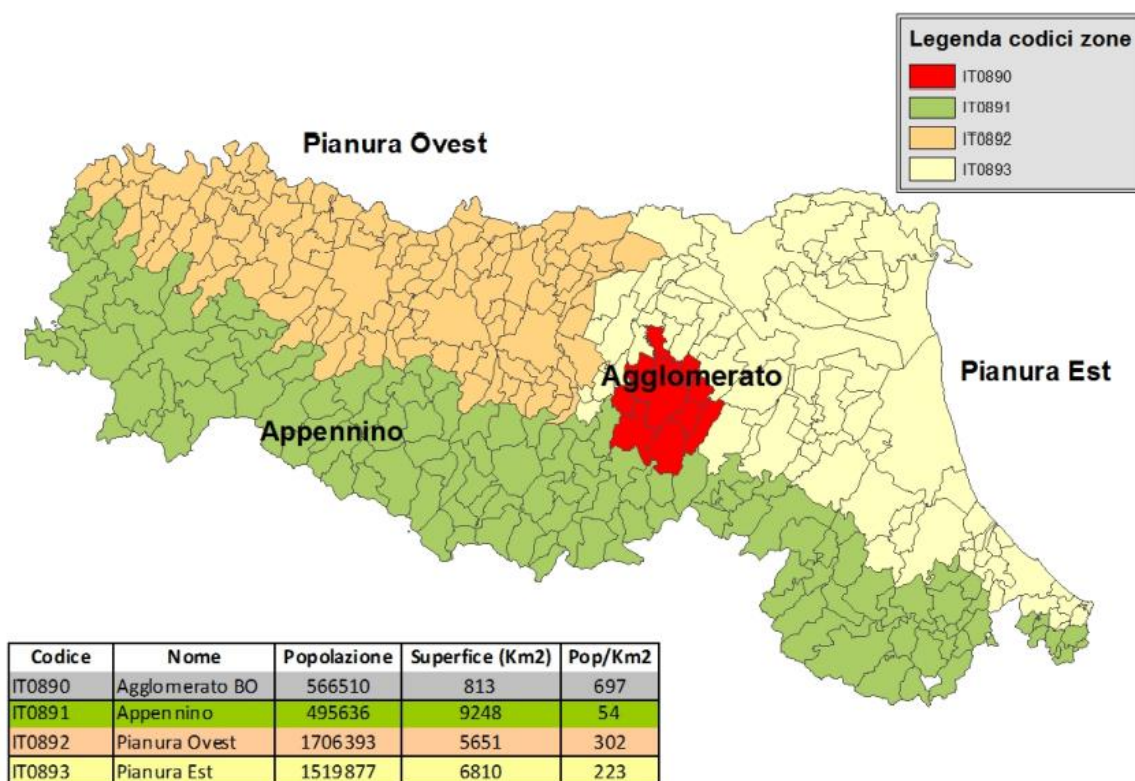 Legenda codici zone
IT0890
IT0891
IT0892
IT0893
Pianura Ovest
Agglomerato
Pianura Est
Appennino
Codice Nome Popolazione Superfice (Km2) Pop/Km2
IT0890 Agglomerato BO 566510 813 697
IT0891 Appennino 495636 9248 54
IT0892 Pianura Ovest 1706393 5651 302
IT0893 Pianura Est 1519877 6810 223